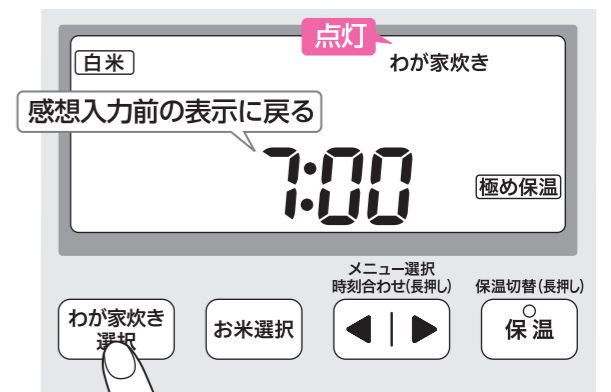 点灯
白米
わが家炊き
感想入力前の表示に戻る
7:00
極め保温
メニュー選択
時刻合わせ(長押し)
保温切替(長押し)
わが家炊き
選択
お米選択
保温